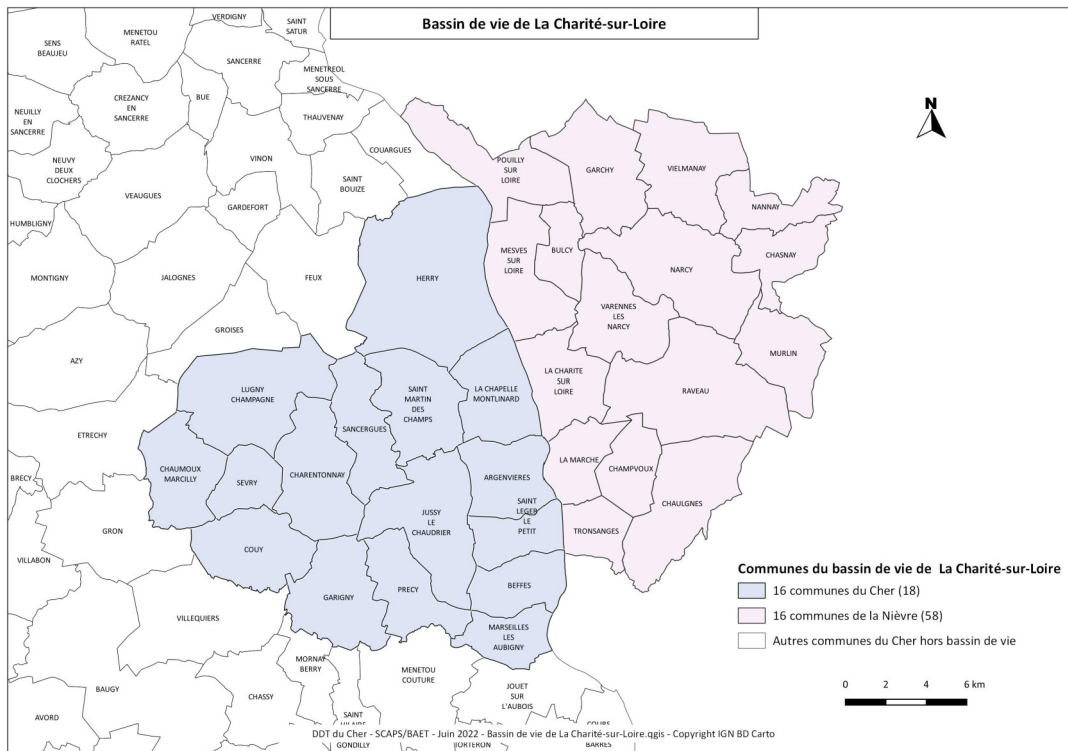 Bassin de vie de La Charité-sur-Loire
VERDIGNY
SAINT
SATUR
SENS
BEAUJEU
MENETOU
RATEL
SANCERRE
MENETREOL
SOUS
SANCERRE
CREZANCY
EN
SANCERRE
BUE
NEUILLY
EN
SANCERRE
THAUVENAY
COUARGUES
VINON
NEUVY
DEUX
CLOCHERS
SAINT
BOUIZE
VEAUGUES
GARDEFORT
HUMBLIGNY
MONTIGNY
JALOGNES
FEUX
GROISES
AZY
ETRECHY
BRECY
GRON
VILLABON
VILLEQUIERS
BAUGY
AVORD
CHASSY
MORNAY
BERRY
MENETOU
COUTURE
SAINT
HILAIRE
GONDILLY
JOUET
SUR
L'AUBOIS
TORTERON
COURS
BARRES
N
POUILLY
SUR
LOIRE
GARCHY
VIELMANAY
NANNAY
MESVES
SUR
LOIRE
BULCY
NARCY
CHASNAY
VARENNES
LES
NARCY
MURLIN
LA CHARITE
SUR
LOIRE
RAVEAU
LA MARCHE
CHAMPVOUX
CHAULGNES
TRONSANGES
HERRY
LUGNY
CHAMPAGNE
SAINT
MARTIN
DES
CHAMPS
LA CHAPELLE
MONTLINARD
SANCERGUES
CHAUMOUX
MARCILLY
SEVRY
CHARENTONNAY
ARGENVIERES
SAINT
LEGER
LE
PETIT
JUSSY
LE
CHAUDRIER
COUY
GARIGNY
PRECY
BEFFES
MARSEILLES
LES
AUBIGNY
Communes du bassin de vie de La Charité-sur-Loire
16 communes du Cher (18)
16 communes de la Nièvre (58)
Autres communes du Cher hors bassin de vie
0 2 4 6 km
DDT du Cher - SCAPS/BAET - Juin 2022 - Bassin de vie de La Charité-sur-Loire.qgis - Copyright IGN BD Carto